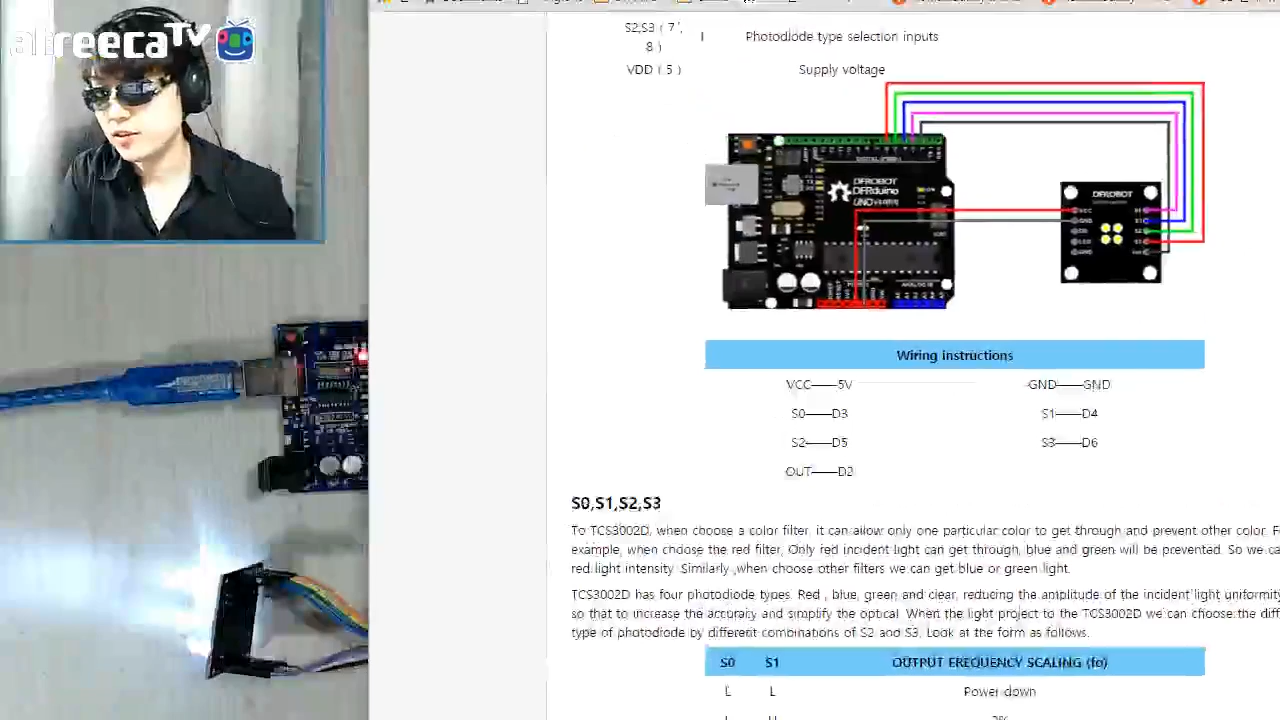 alreecaTV
S2,S3 ( 7 ,
8 )
I
Photodiode type selection inputs
VDD ( 5 )
Supply voltage
DFROBOT
DFRduino
UNO
DFROBOT
VCC
GND
LED
Wiring instructions
VCC——5V
GND——GND
S0——D3
S1——D4
S2——D5
S3——D6
OUT——D2
S0,S1,S2,S3
To TCS3002D, when choose a color filter, it can allow only one particular color to get through and prevent other color. F
example, when choose the red filter, Only red incident light can get through, blue and green will be prevented. So we ca
red light intensity. Similarly ,when choose other filters we can get blue or green light.
TCS3002D has four photodiode types. Red , blue, green and clear, reducing the amplitude of the incident light uniformity
so that to increase the accuracy and simplify the optical. When the light project to the TCS3002D we can choose the diff
type of photodiode by different combinations of S2 and S3. Look at the form as follows.
S0 S1 OUTPUT FREQUENCY SCALING (fo)
L L Power down